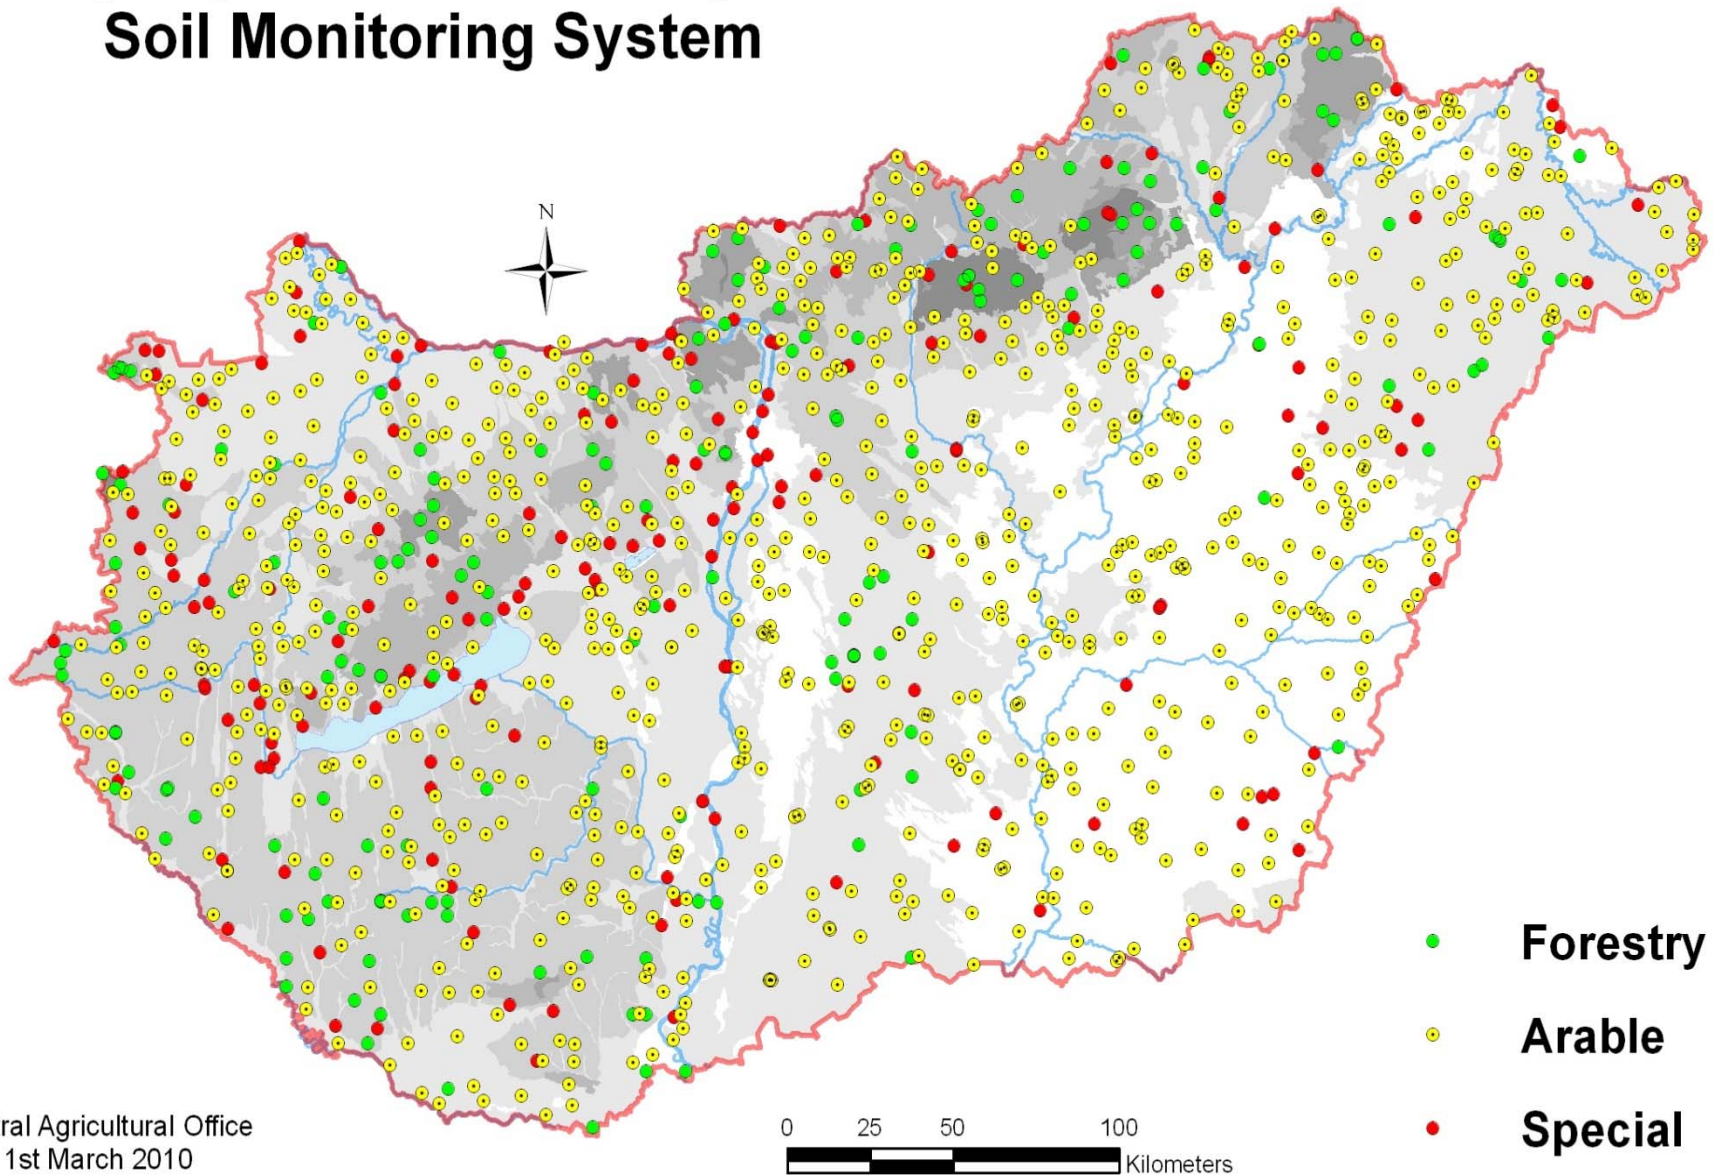 Soil Monitoring System
N
Forestry
Arable
Special
ral Agricultural Office
1st March 2010
0 25 50 100
Kilometers